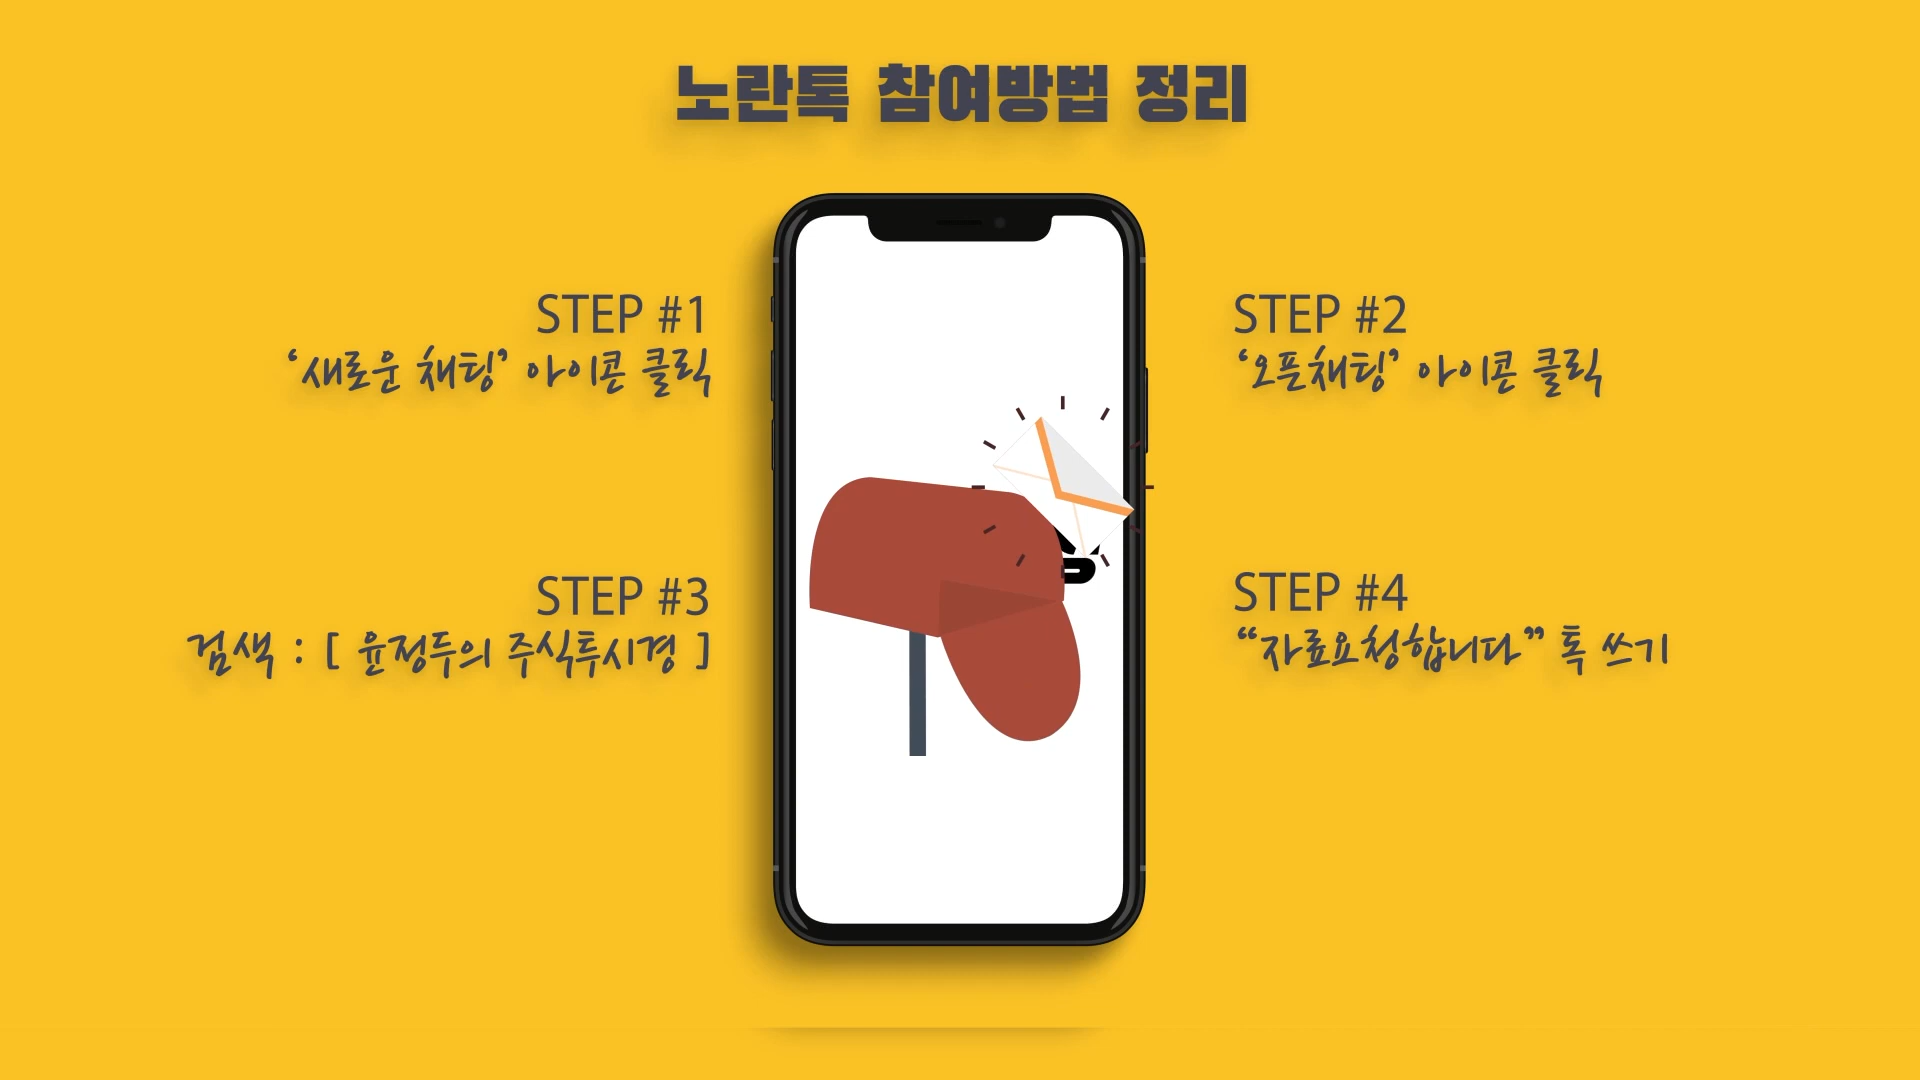 노란톡 참여방법 정리
STEP #1
‘새로운 채팅’ 아이콘 클릭
STEP #2
‘오픈채팅’ 아이콘 클릭
STEP #3
검색 : [ 윤정두의 주식투시경 ]
STEP #4
“자료요청합니다” 톡 쓰기